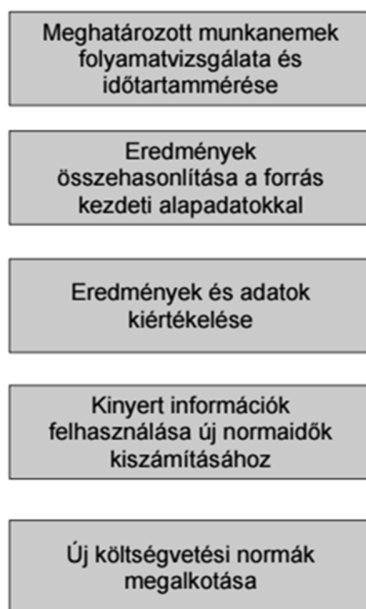 Meghatározott munkanemek
folyamatvizsgálata és
időtartammérése
Eredmények
összehasonlítása a forrás
kezdeti alapadatokkal
Eredmények és adatok
kiértékelése
Kinyert információk
felhasználása új normaidők
kiszámításához
Új költségvetési normák
megalkotása